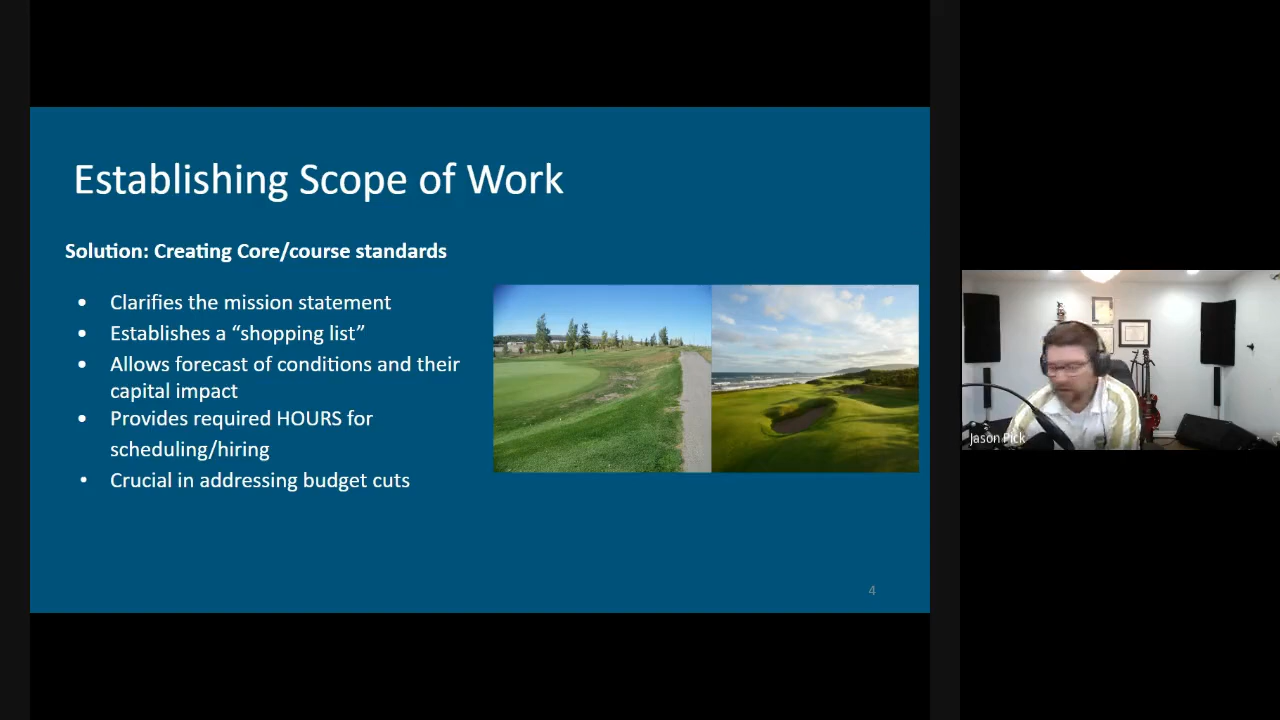 Establishing Scope of Work
Solution: Creating Core/course standards
• Clarifies the mission statement
• Establishes a “shopping list”
• Allows forecast of conditions and their
capital impact
• Provides required HOURS for
scheduling/hiring
• Crucial in addressing budget cuts
4
Jason Pick